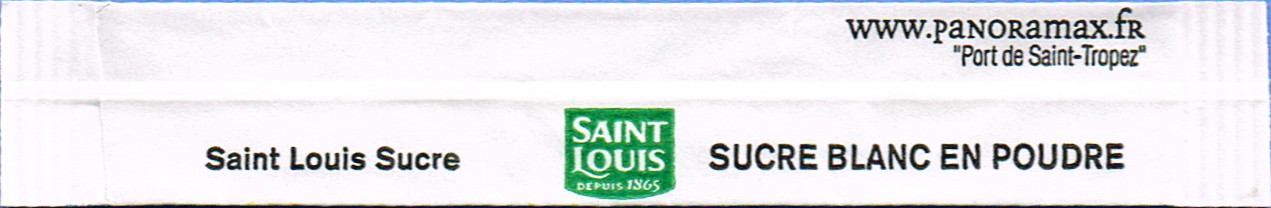 www.panoramax.fr
"Port de Saint-Tropez"
Saint Louis Sucre
SAINT
LOUIS
DEPUIS 1865
SUCRE BLANC EN POUDRE